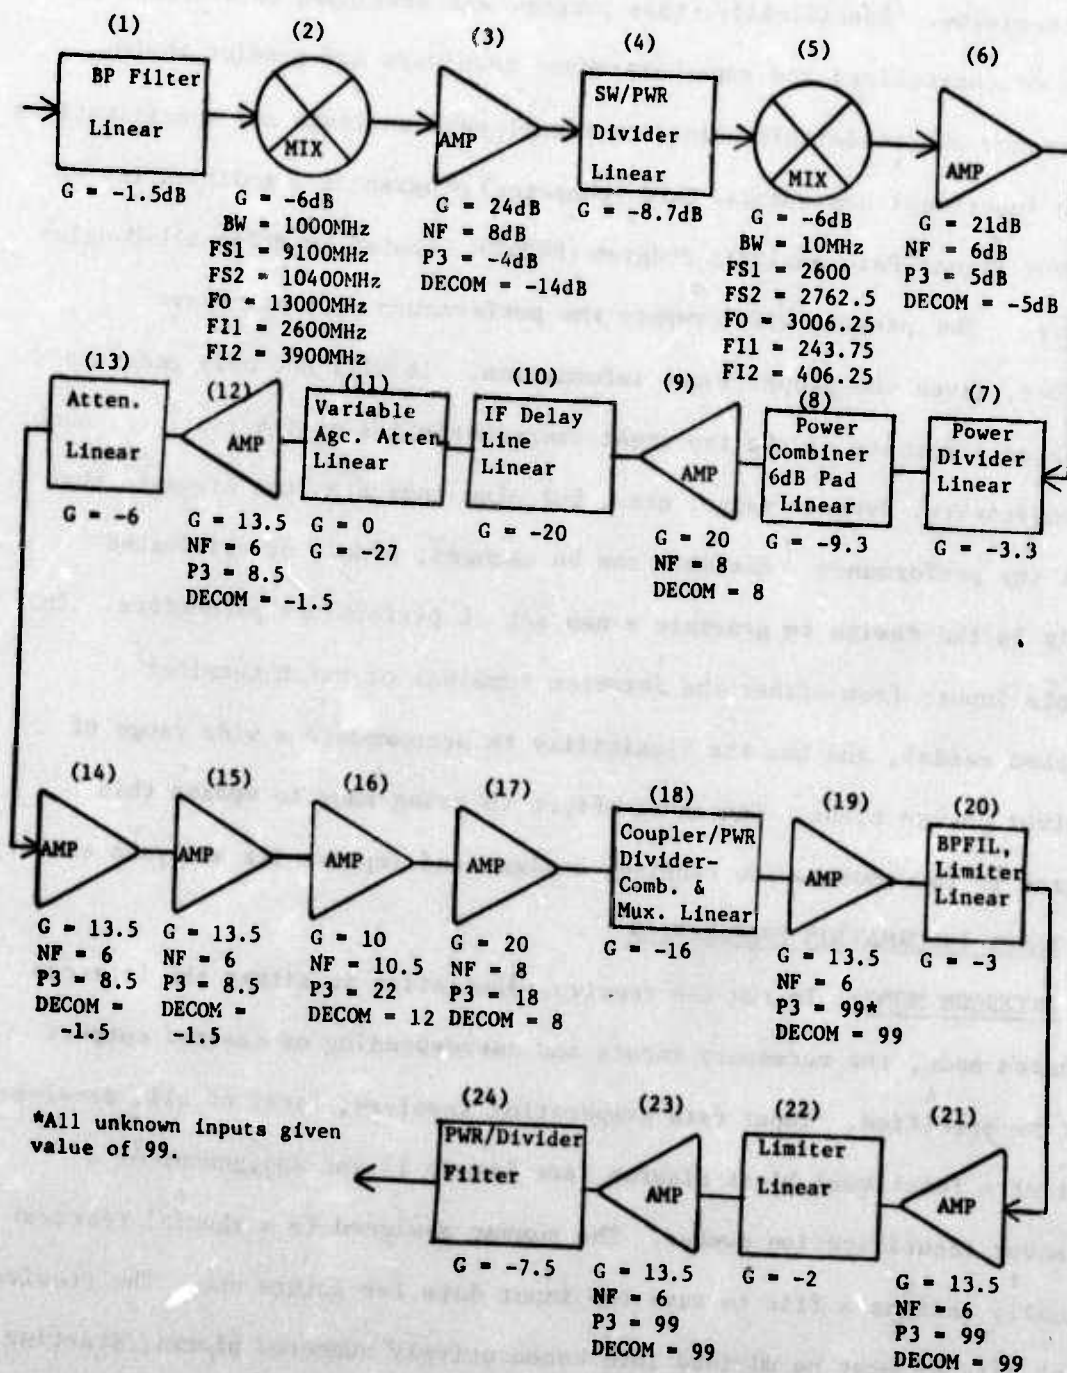 (1)
BP Filter
Linear
G = -1.5dB
(2)
MIX
G = -6dB
BW = 1000MHz
FS1 = 9100MHz
FS2 = 10400MHz
FO = 13000MHz
FI1 = 2600MHz
FI2 = 3900MHz
(3)
AMP
G = 24dB
NF = 8dB
P3 = -4dB
DECOM = -14dB
(4)
SW/PWR
Divider
Linear
G = -8.7dB
(5)
MIX
G = -6dB
BW = 10MHz
FS1 = 2600
FS2 = 2762.5
FO = 3006.25
FI1 = 243.75
FI2 = 406.25
(6)
AMP
G = 21dB
NF = 6dB
P3 = 5dB
DECOM = -5dB
(7)
Power
Divider
Linear
G = -3.3
(8)
Power
Combiner
6dB Pad
Linear
G = -9.3
(9)
AMP
G = 20
NF = 8
DECOM = 8
(10)
IF Delay
Line
Linear
G = -20
(11)
Variable
Agc. Atten
Linear
G = 0
G = -27
(12)
AMP
G = 13.5
NF = 6
P3 = 8.5
DECOM = -1.5
(13)
Atten.
Linear
G = -6
(14)
AMP
G = 13.5
NF = 6
P3 = 8.5
DECOM =
-1.5
(15)
AMP
G = 13.5
NF = 6
P3 = 8.5
DECOM =
-1.5
(16)
AMP
G = 10
NF = 10.5
P3 = 22
DECOM = 12
(17)
AMP
G = 20
NF = 8
P3 = 18
DECOM = 8
(18)
Coupler/PWR
Divider-
Comb. &
Mux. Linear
G = -16
(19)
AMP
G = 13.5
NF = 6
P3 = 99*
DECOM = 99
(20)
BPFIL,
Limiter
Linear
G = -3
(21)
AMP
G = 13.5
NF = 6
P3 = 99
DECOM = 99
(22)
Limiter
Linear
G = -2
(23)
AMP
G = 13.5
NF = 6
P3 = 99
DECOM = 99
(24)
PWR/Divider
Filter
G = -7.5
*All unknown inputs given
value of 99.